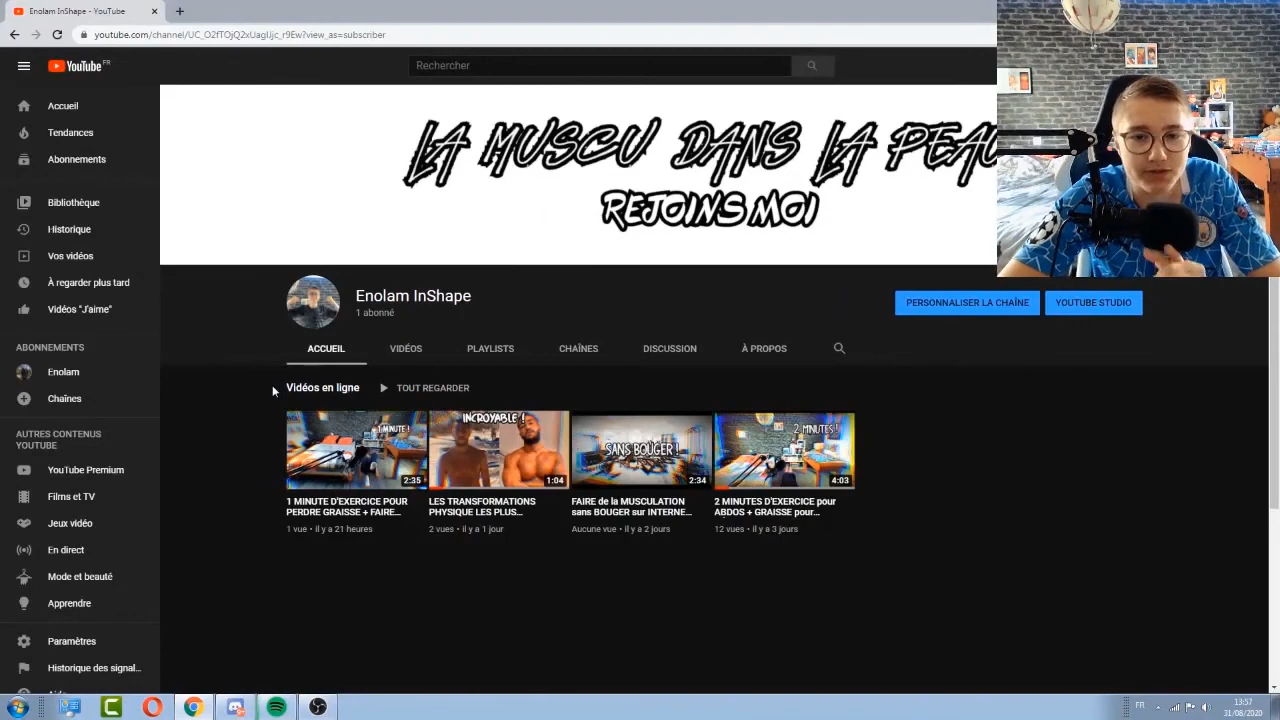 Enolam InShape - YouTube
YouTube FR
Rechercher
Accueil
Tendances
Abonnements
Bibliothèque
Historique
Vos vidéos
À regarder plus tard
Vidéos "J'aime"
ABONNEMENTS
Enolam
Chaînes
AUTRES CONTENUS
YOUTUBE
YouTube Premium
Films et TV
Jeux vidéo
En direct
Mode et beauté
Apprendre
Paramètres
Historique des signal...
LA MUSCU DANS LA PEAU
REJOINS MOI
Enolam InShape
1 abonné
PERSONNALISER LA CHAÎNE
YOUTUBE STUDIO
ACCUEIL VIDÉOS PLAYLISTS CHAÎNES DISCUSSION À PROPOS
Vidéos en ligne TOUT REGARDER
1 MINUTE !
2:35
1 MINUTE D'EXERCICE POUR
PERDRE GRAISSE + FAIRE...
1 vue • il y a 21 heures
INCROYABLE !
1:04
LES TRANSFORMATIONS
PHYSIQUE LES PLUS...
2 vues • il y a 1 jour
SANS BOUGER !
2:34
FAIRE de la MUSCULATION
sans BOUGER sur INTERNE...
Aucune vue • il y a 2 jours
2 MINUTES !
4:03
2 MINUTES D'EXERCICE pour
ABDOS + GRAISSE pour...
12 vues • il y a 3 jours
FR
13:57
31/08/2020